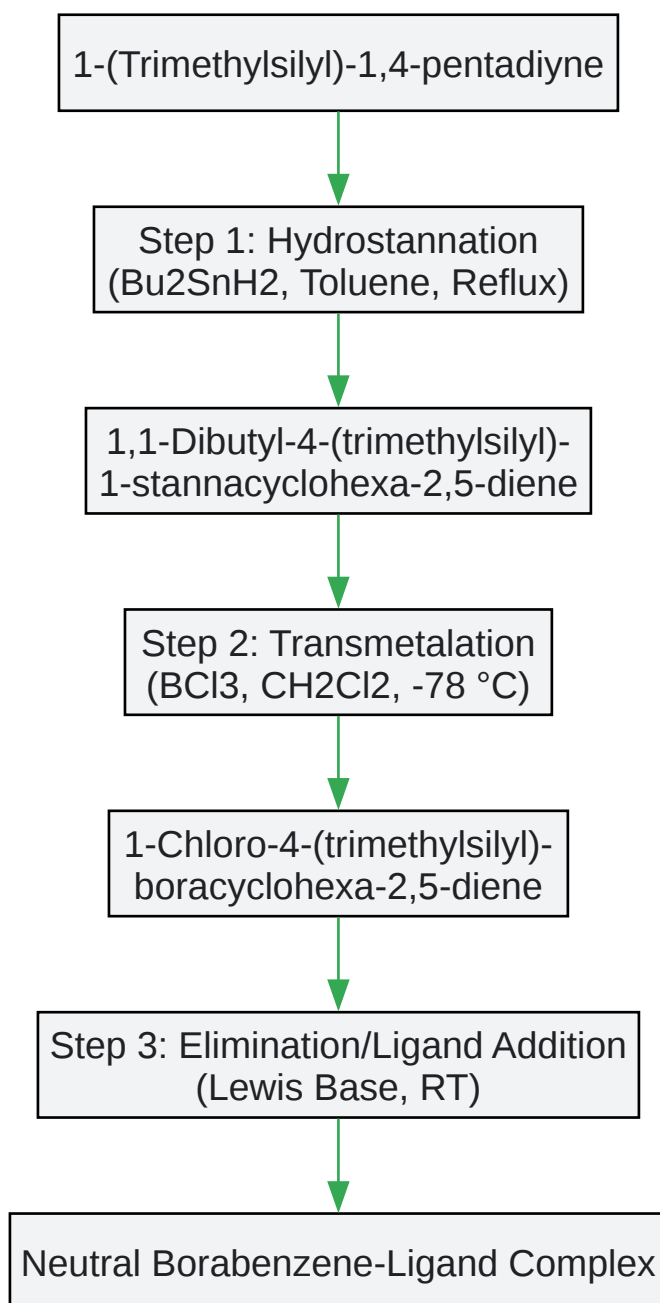 1-(Trimethylsilyl)-1,4-pentadiyne
Step 1: Hydrostannation
(Bu2SnH2, Toluene, Reflux)
1,1-Dibutyl-4-(trimethylsilyl)-
1-stannacyclohexa-2,5-diene
Step 2: Transmetalation
(BCl3, CH2Cl2, -78 °C)
1-Chloro-4-(trimethylsilyl)-
boracyclohexa-2,5-diene
Step 3: Elimination/Ligand Addition
(Lewis Base, RT)
Neutral Borabenzene-Ligand Complex